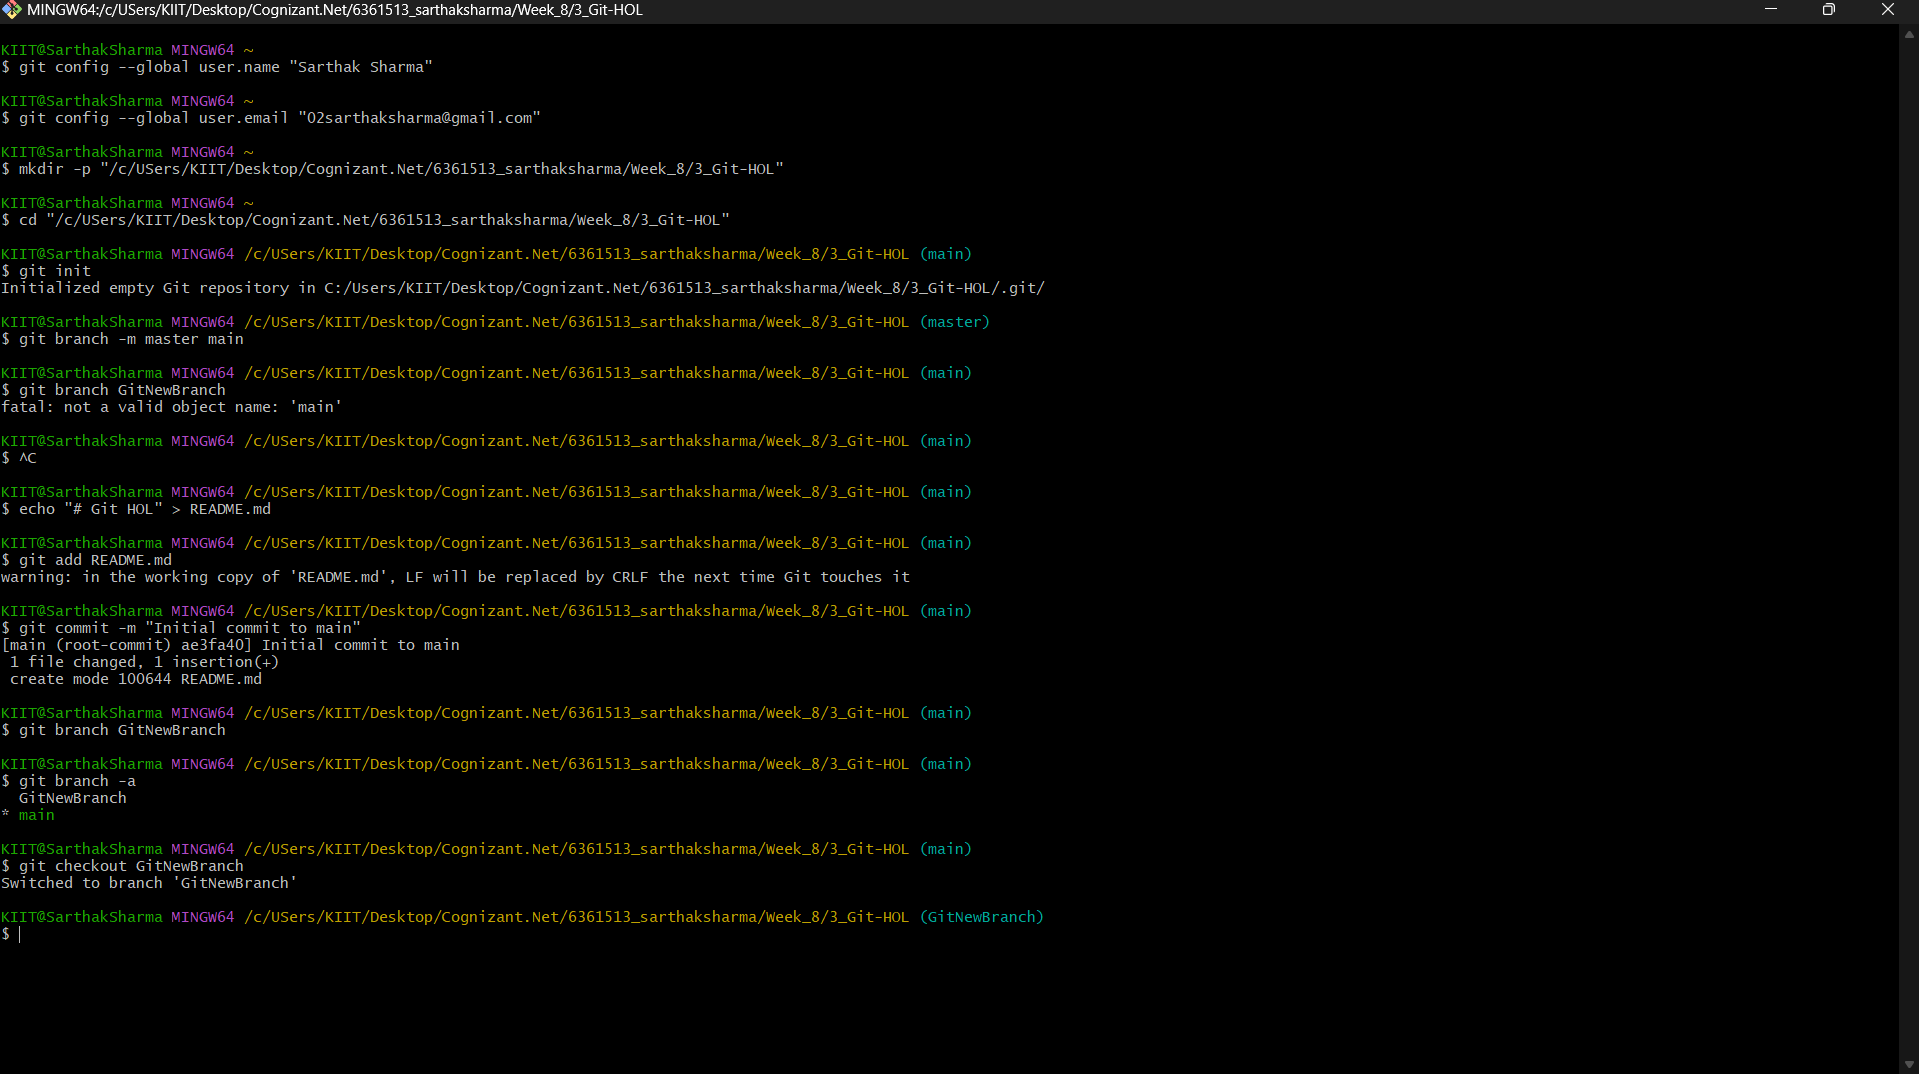 MINGW64:/c/USers/KIIT/Desktop/Cognizant.Net/6361513_sarthaksharma/Week_8/3_Git-HOL
KIIT@SarthakSharma MINGW64 ~
$ git config --global user.name "Sarthak Sharma"
KIIT@SarthakSharma MINGW64 ~
$ git config --global user.email "02sarthaksharma@gmail.com"
KIIT@SarthakSharma MINGW64 ~
$ mkdir -p "/c/USers/KIIT/Desktop/Cognizant.Net/6361513_sarthaksharma/Week_8/3_Git-HOL"
KIIT@SarthakSharma MINGW64 ~
$ cd "/c/USers/KIIT/Desktop/Cognizant.Net/6361513_sarthaksharma/Week_8/3_Git-HOL"
KIIT@SarthakSharma MINGW64 /c/USers/KIIT/Desktop/Cognizant.Net/6361513_sarthaksharma/Week_8/3_Git-HOL (main)
$ git init
Initialized empty Git repository in C:/Users/KIIT/Desktop/Cognizant.Net/6361513_sarthaksharma/Week_8/3_Git-HOL/.git/
KIIT@SarthakSharma MINGW64 /c/USers/KIIT/Desktop/Cognizant.Net/6361513_sarthaksharma/Week_8/3_Git-HOL (master)
$ git branch -m master main
KIIT@SarthakSharma MINGW64 /c/USers/KIIT/Desktop/Cognizant.Net/6361513_sarthaksharma/Week_8/3_Git-HOL (main)
$ git branch GitNewBranch
fatal: not a valid object name: 'main'
KIIT@SarthakSharma MINGW64 /c/USers/KIIT/Desktop/Cognizant.Net/6361513_sarthaksharma/Week_8/3_Git-HOL (main)
$ ^C
KIIT@SarthakSharma MINGW64 /c/USers/KIIT/Desktop/Cognizant.Net/6361513_sarthaksharma/Week_8/3_Git-HOL (main)
$ echo "# Git HOL" > README.md
KIIT@SarthakSharma MINGW64 /c/USers/KIIT/Desktop/Cognizant.Net/6361513_sarthaksharma/Week_8/3_Git-HOL (main)
$ git add README.md
warning: in the working copy of 'README.md', LF will be replaced by CRLF the next time Git touches it
KIIT@SarthakSharma MINGW64 /c/USers/KIIT/Desktop/Cognizant.Net/6361513_sarthaksharma/Week_8/3_Git-HOL (main)
$ git commit -m "Initial commit to main"
[main (root-commit) ae3fa40] Initial commit to main
1 file changed, 1 insertion(+)
create mode 100644 README.md
KIIT@SarthakSharma MINGW64 /c/USers/KIIT/Desktop/Cognizant.Net/6361513_sarthaksharma/Week_8/3_Git-HOL (main)
$ git branch GitNewBranch
KIIT@SarthakSharma MINGW64 /c/USers/KIIT/Desktop/Cognizant.Net/6361513_sarthaksharma/Week_8/3_Git-HOL (main)
$ git branch -a
GitNewBranch
* main
KIIT@SarthakSharma MINGW64 /c/USers/KIIT/Desktop/Cognizant.Net/6361513_sarthaksharma/Week_8/3_Git-HOL (main)
$ git checkout GitNewBranch
Switched to branch 'GitNewBranch'
KIIT@SarthakSharma MINGW64 /c/USers/KIIT/Desktop/Cognizant.Net/6361513_sarthaksharma/Week_8/3_Git-HOL (GitNewBranch)
$